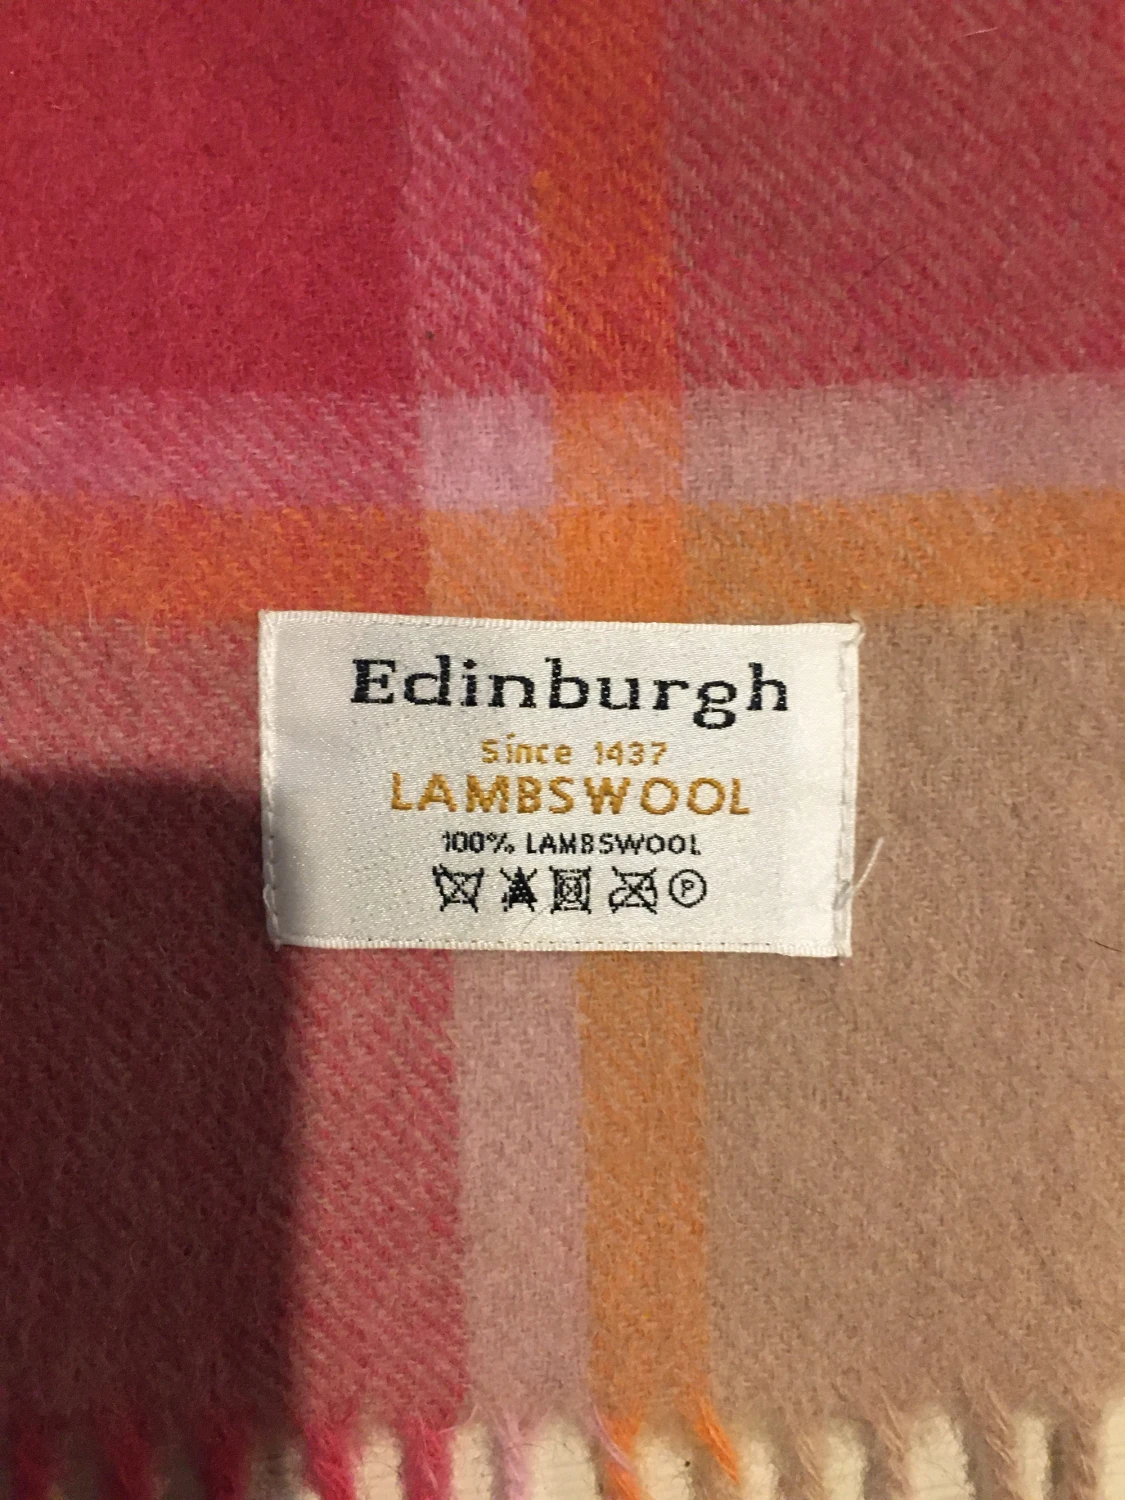 Edinburgh
Since 1437
LAMBSWOOL
100% LAMBSWOOL
P